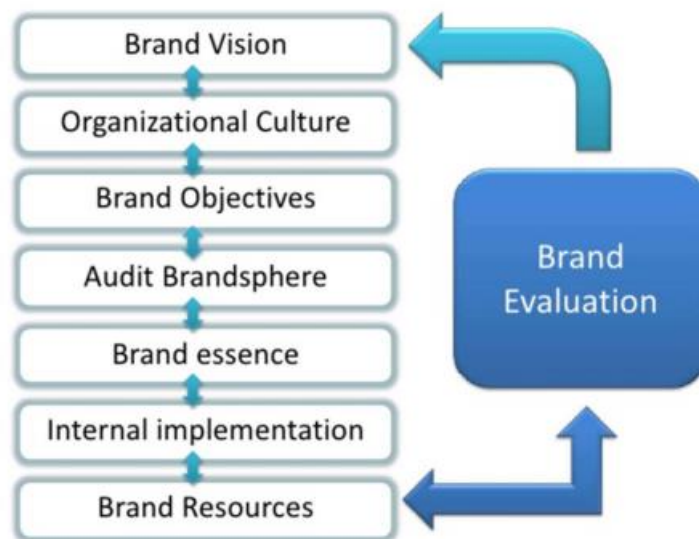 Brand Vision
Organizational Culture
Brand Objectives
Audit Brandsphere
Brand essence
Internal implementation
Brand Resources
Brand
Evaluation